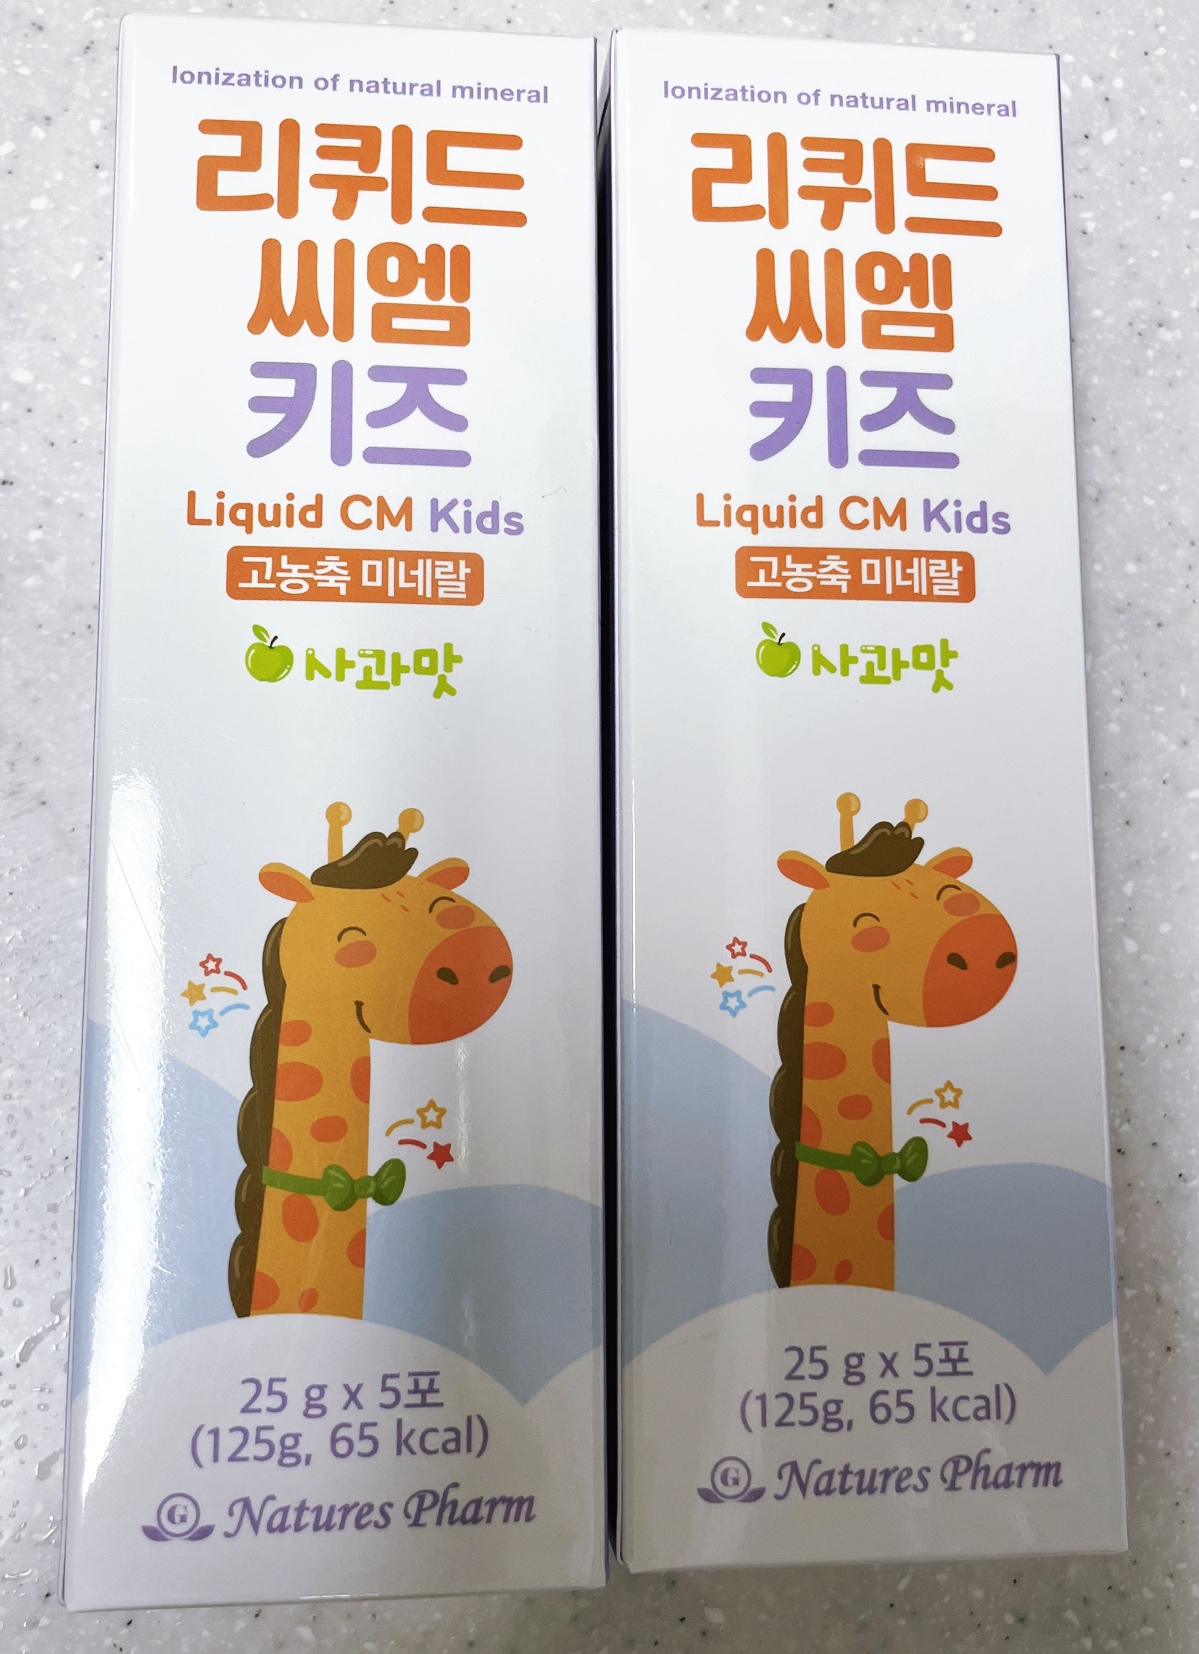 Ionization of natural mineral
리퀴드
씨엠
키즈
Liquid CM Kids
고농축 미네랄
사과맛
25 g x 5포
(125g, 65 kcal)
G Natures Pharm
Ionization of natural mineral
리퀴드
씨엠
키즈
Liquid CM Kids
고농축 미네랄
사과맛
25 g x 5포
(125g, 65 kcal)
G Natures Pharm